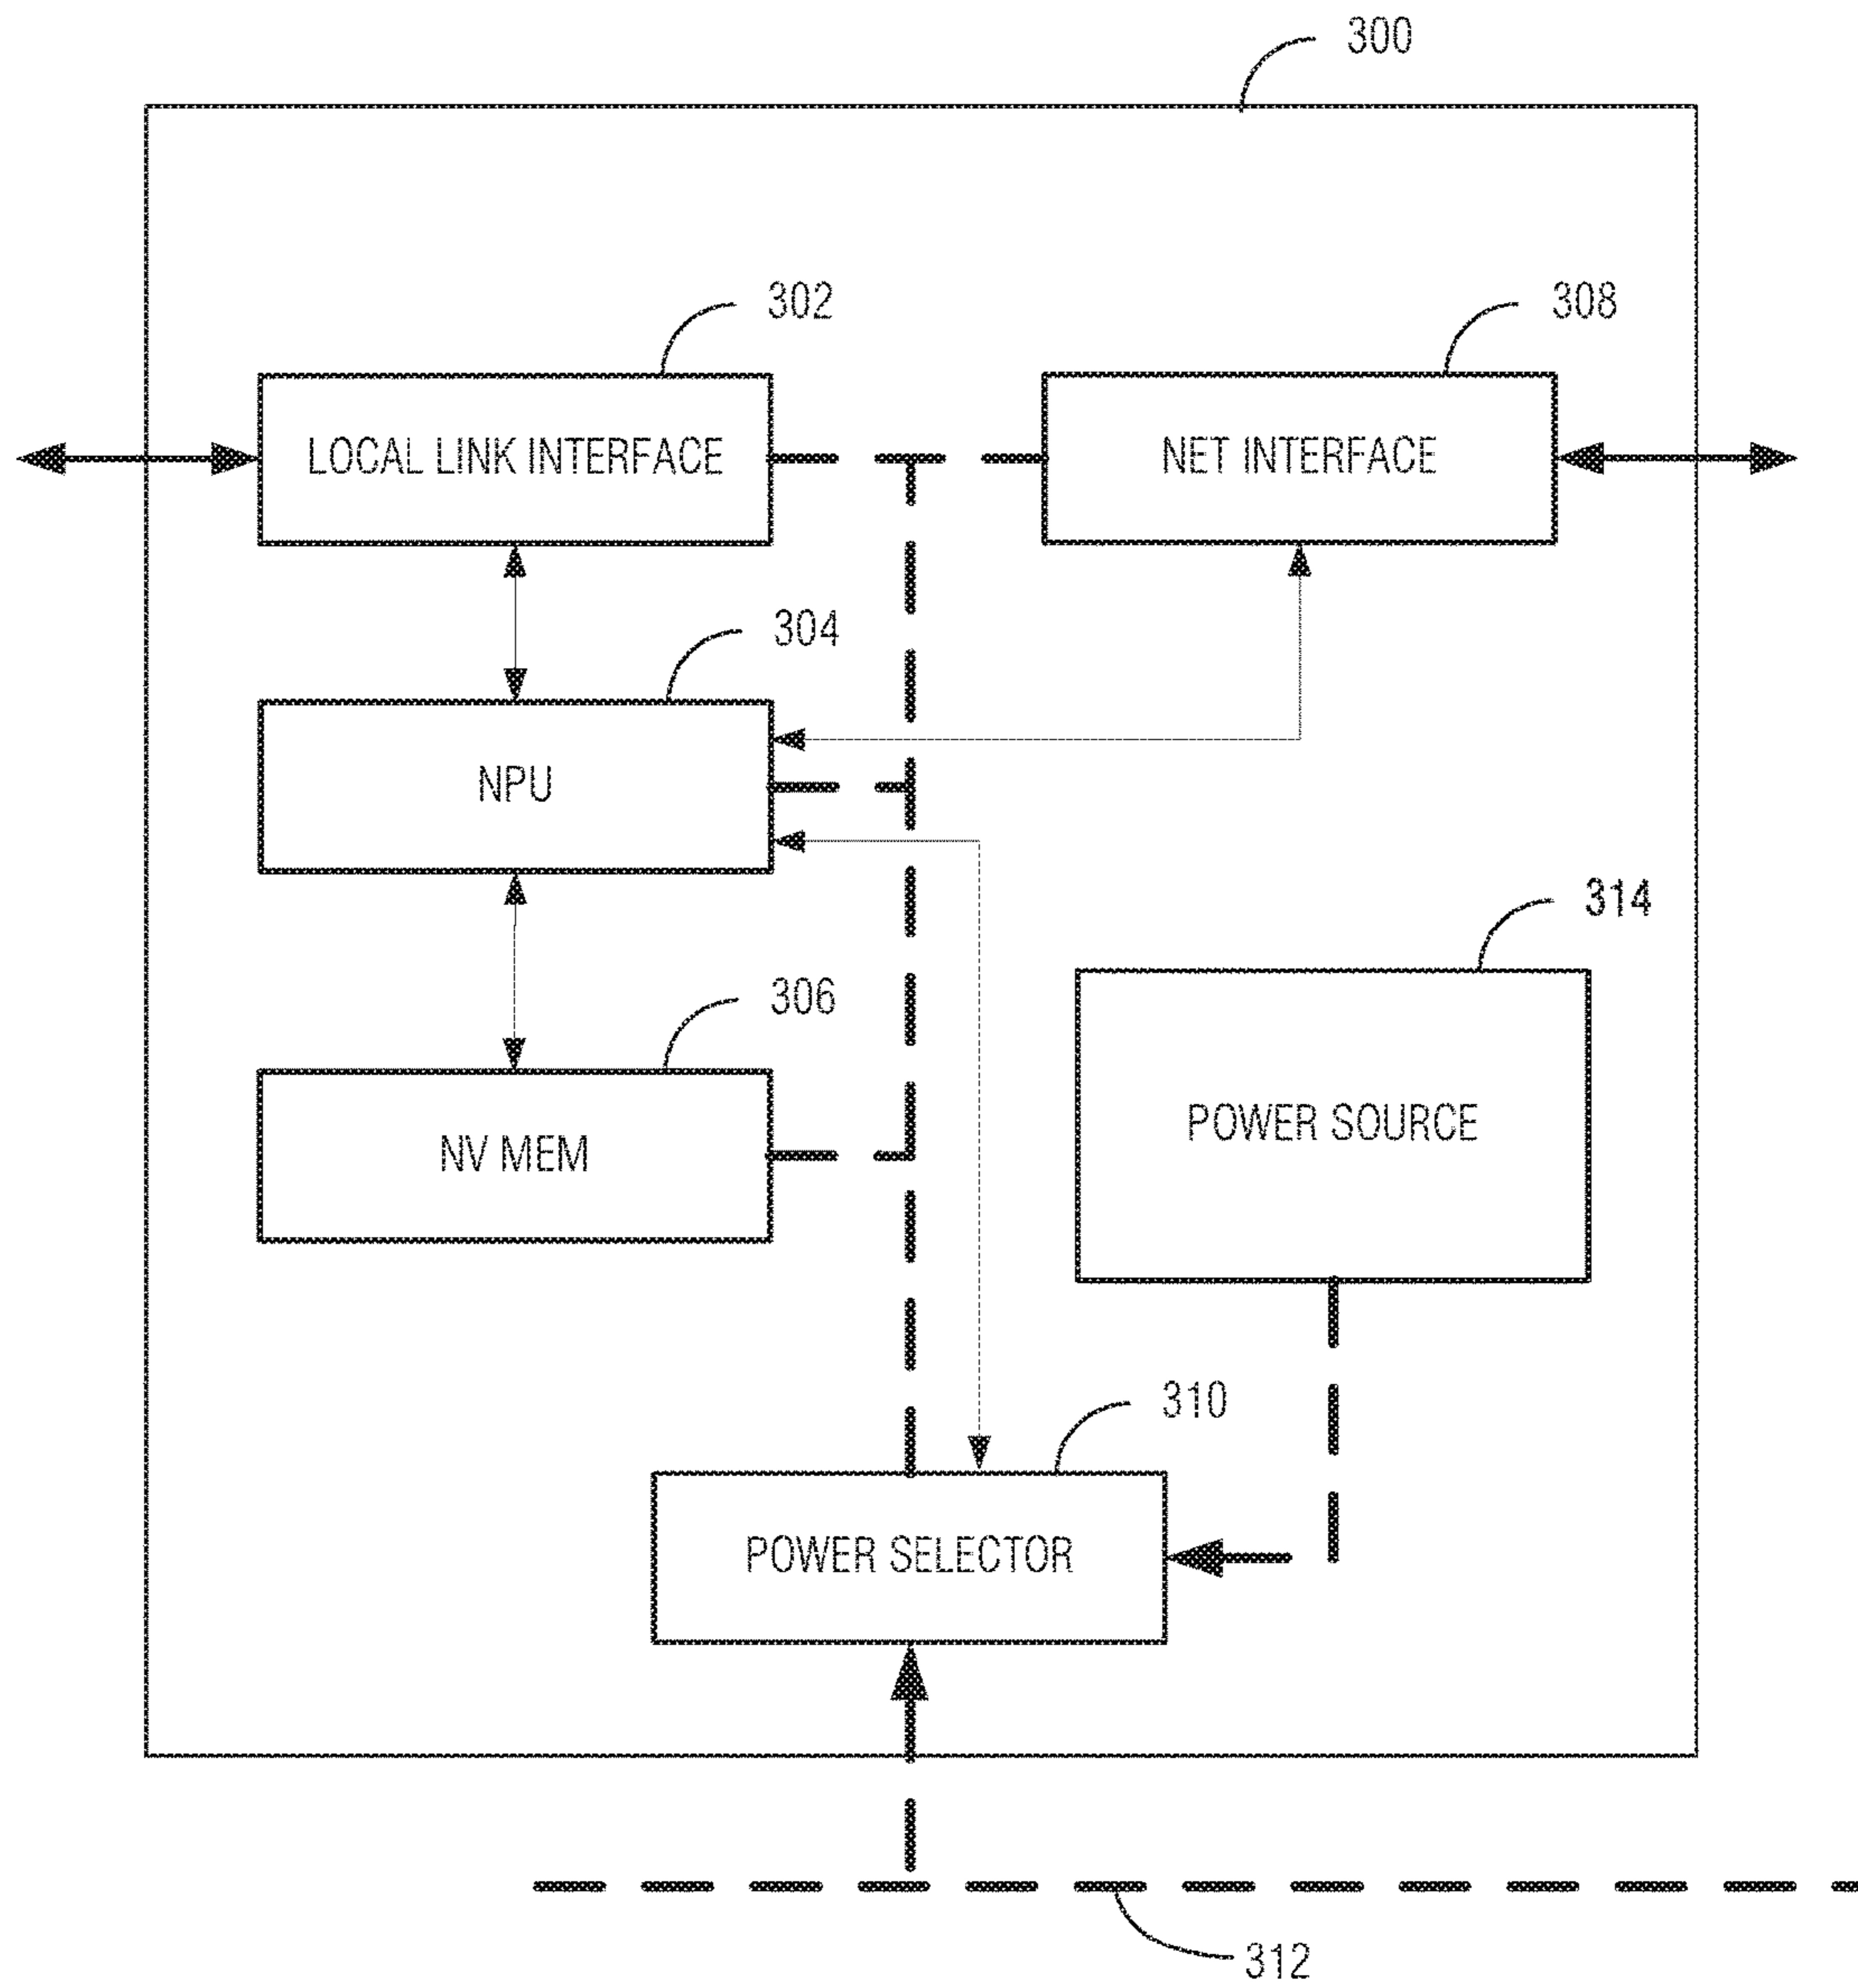 300
302
308
LOCAL LINK INTERFACE
NET INTERFACE
304
NPU
314
306
POWER SOURCE
NV MEM
310
POWER SELECTOR
312